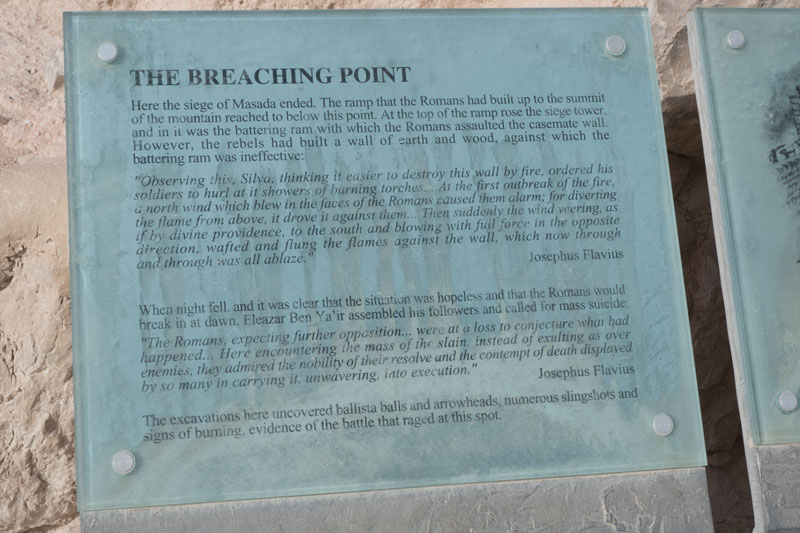 THE BREACHING POINT
Here the siege of Masada ended. The ramp that the Romans had built up to the summit
of the mountain reached to below this point. At the top of the ramp rose the siege tower,
and in it was the battering ram with which the Romans assaulted the casemate wall.
However, the rebels had built a wall of earth and wood, against which the
battering ram was ineffective:
"Observing this, Silva, thinking it easier to destroy this wall by fire, ordered his
soldiers to hurl at it showers of burning torches... At the first outbreak of the fire,
a north wind which blew in the faces of the Romans caused them alarm; for diverting
the flame from above, it drove it against them... Then suddenly the wind veering, as
if by divine providence, to the south and blowing with full force in the opposite
direction, wafted and flung the flames against the wall, which now through
and through was all ablaze."
Josephus Flavius
When night fell, and it was clear that the situation was hopeless and that the Romans would
break in at dawn, Eleazar Ben Ya'ir assembled his followers and called for mass suicide:
"The Romans, expecting further opposition... were at a loss to conjecture what had
happened... Here encountering the mass of the slain, instead of exulting as over
enemies, they admired the nobility of their resolve and the contempt of death displayed
by so many in carrying it, unwavering, into execution."
Josephus Flavius
The excavations here uncovered ballista balls and arrowheads, numerous slingshots and
signs of burning, evidence of the battle that raged at this spot.